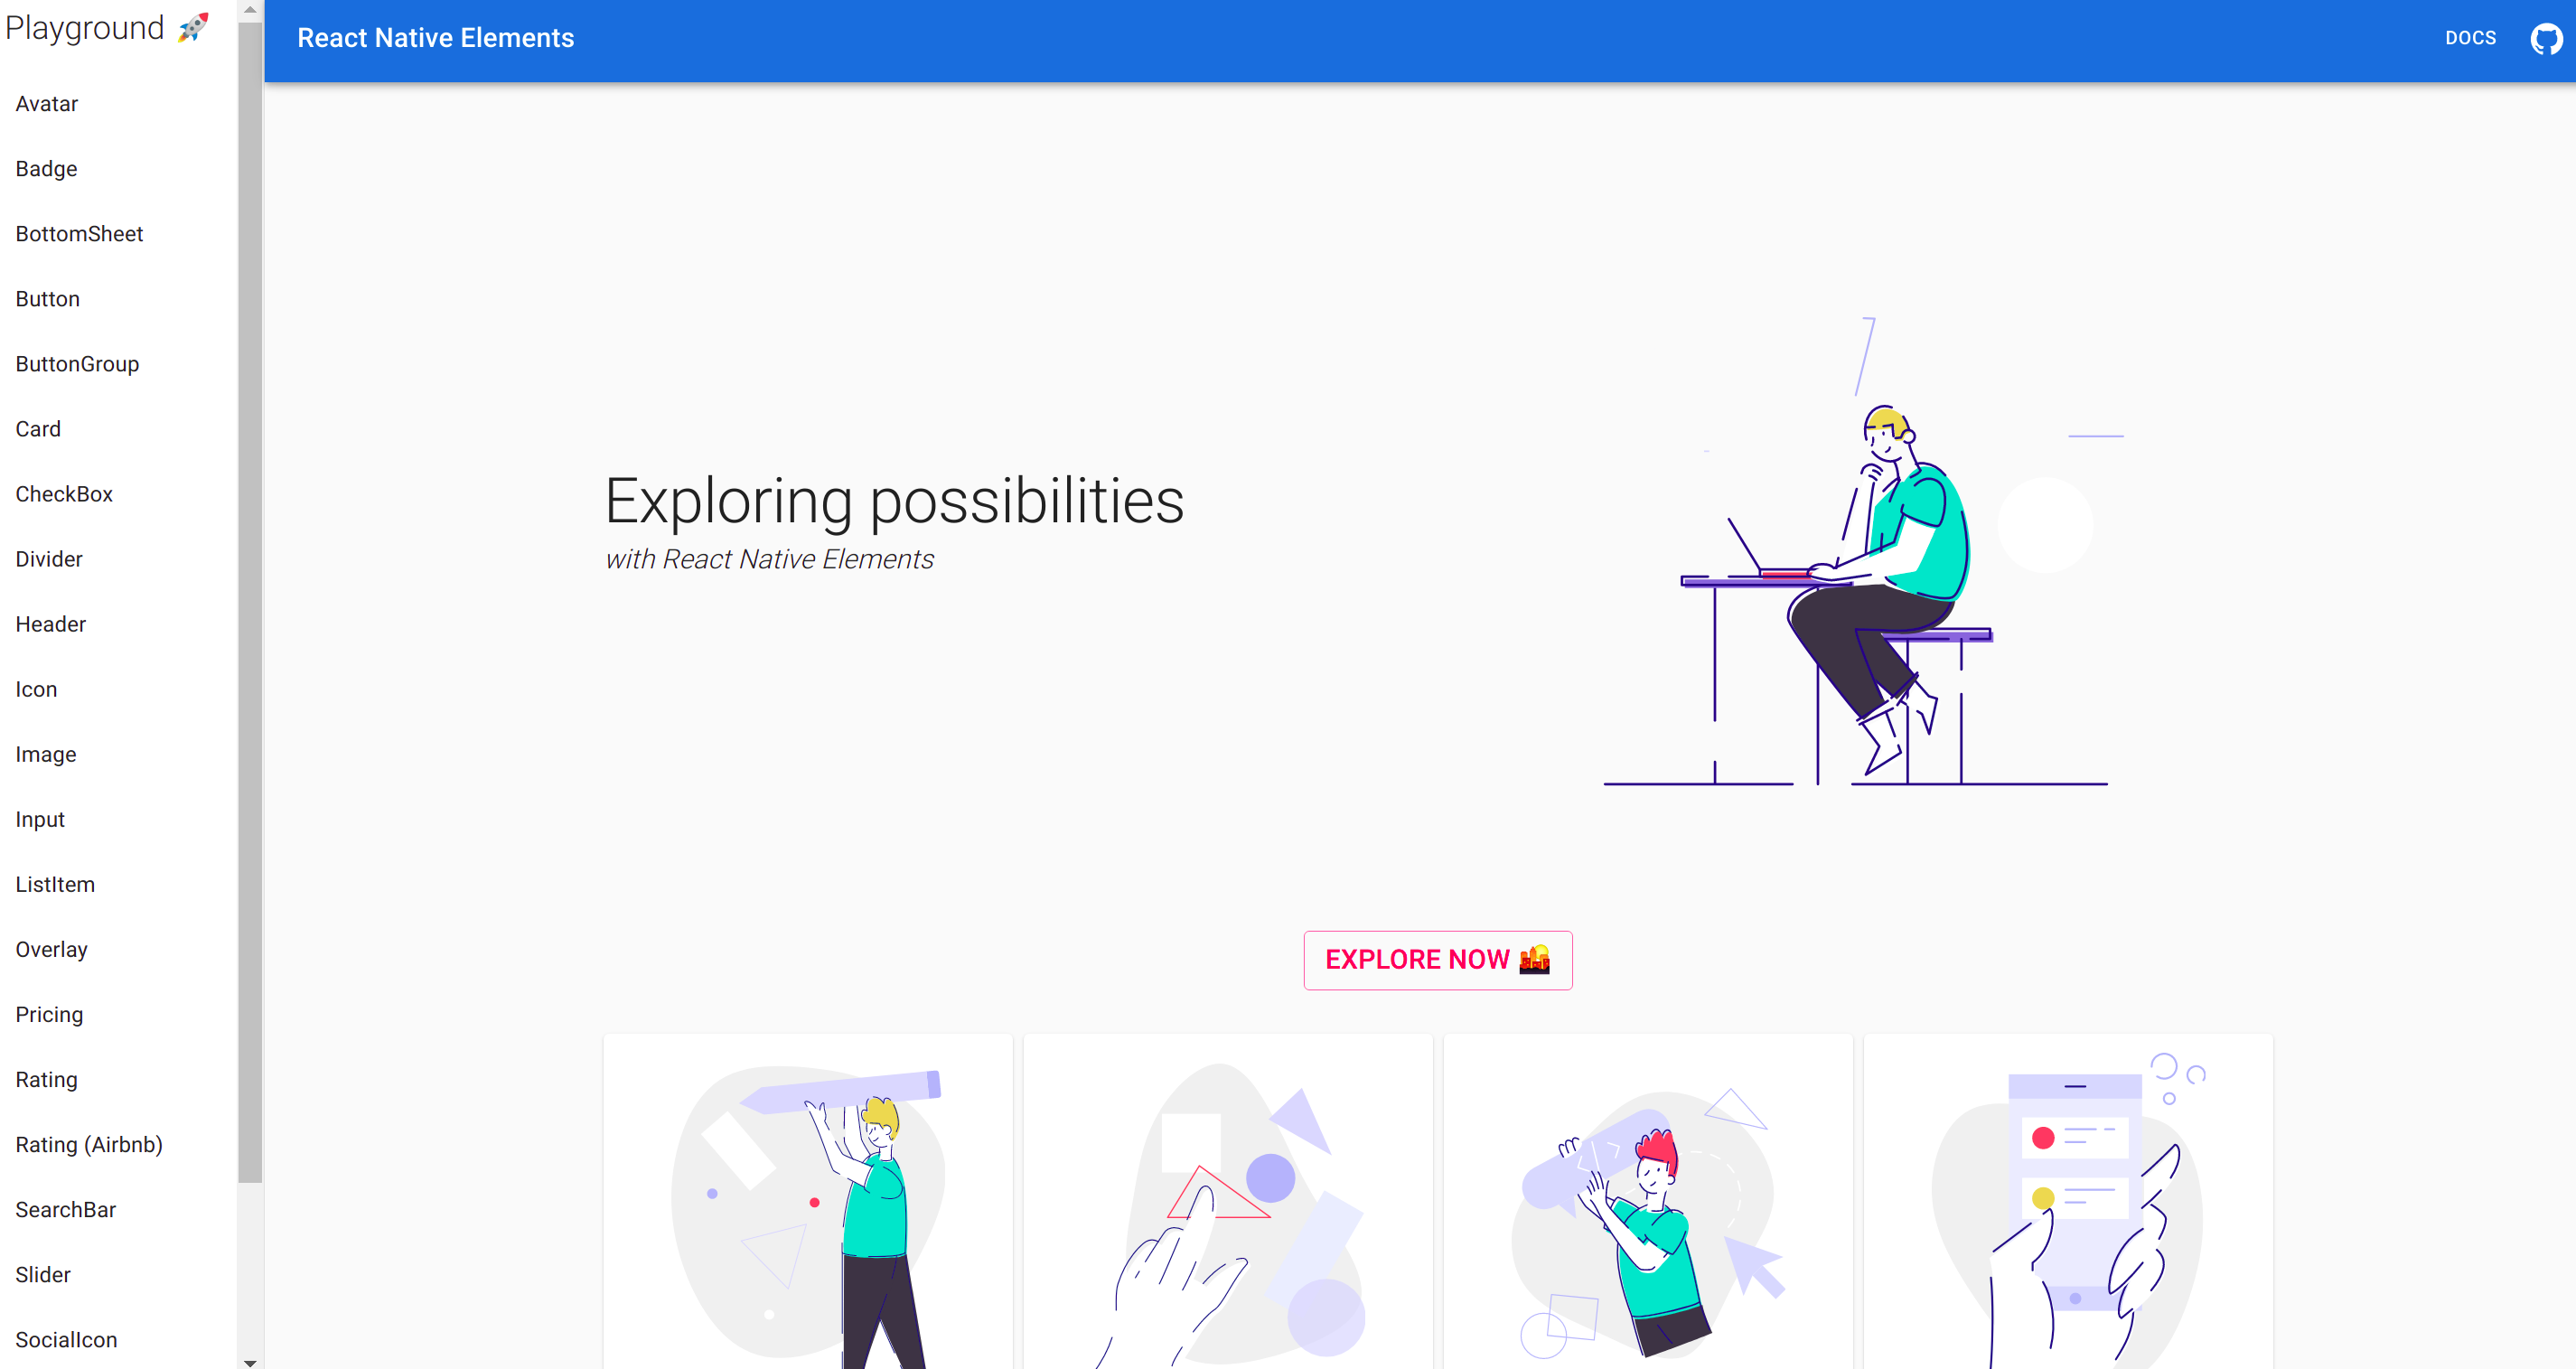 Playground 🚀
Avatar
Badge
BottomSheet
Button
ButtonGroup
Card
CheckBox
Divider
Header
Icon
Image
Input
ListItem
Overlay
Pricing
Rating
Rating (Airbnb)
SearchBar
Slider
SocialIcon
React Native Elements
DOCS
Exploring possibilities
with React Native Elements
EXPLORE NOW 🌇